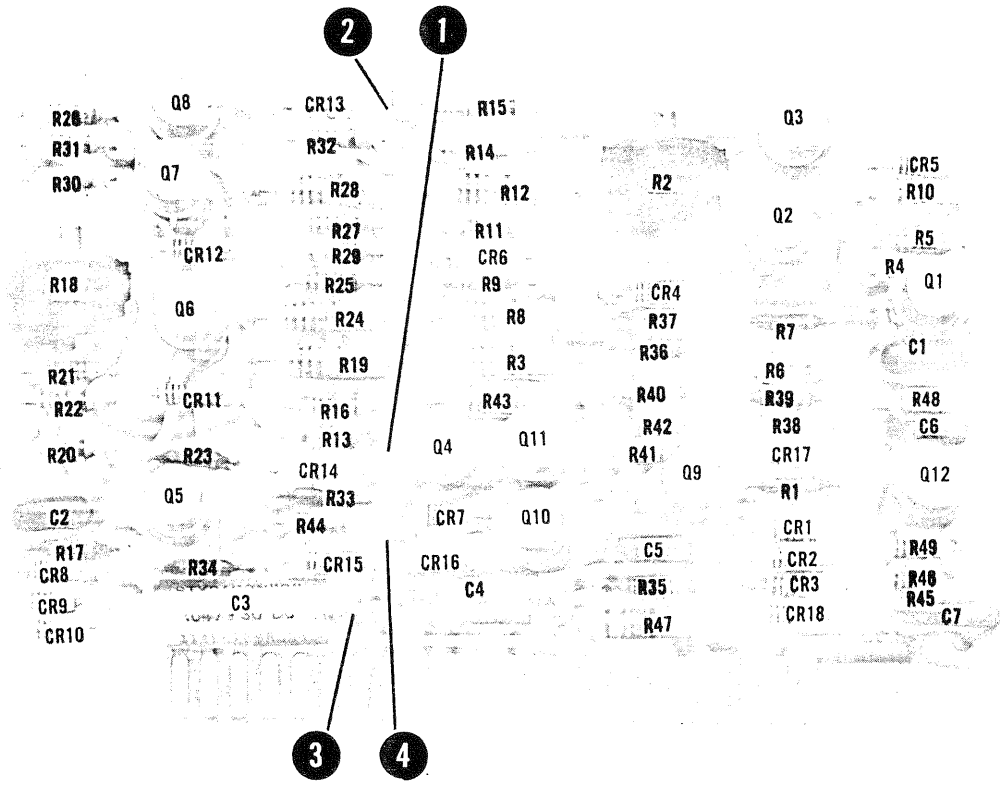 2 1
Q8 CR13 R15 Q3
R26
R31 R32 R14
R30 Q7 R28 R12 R2 CR5
R10
Q2
R27 R11 R5
CR12 R29 CR6 R4
R18 R25 R9 CR4 Q1
Q6 R24 R8 R37 R7
R36 C1
R19 R3 R6
R21
R22 CR11 R16 R43 R40 R39 R48
R13 Q4 Q11 R42 R38 C6
R20 R23 R41 CR17
CR14 Q9 Q12
Q5 R33 R1
C2 R44 CR7 Q10 CR1
R17 C5 R49
CR8 R34 CR15 CR16 CR2
C4 R35 CR3 R46
CR9 C3 R45
CR10 R47 CR18 C7
3 4